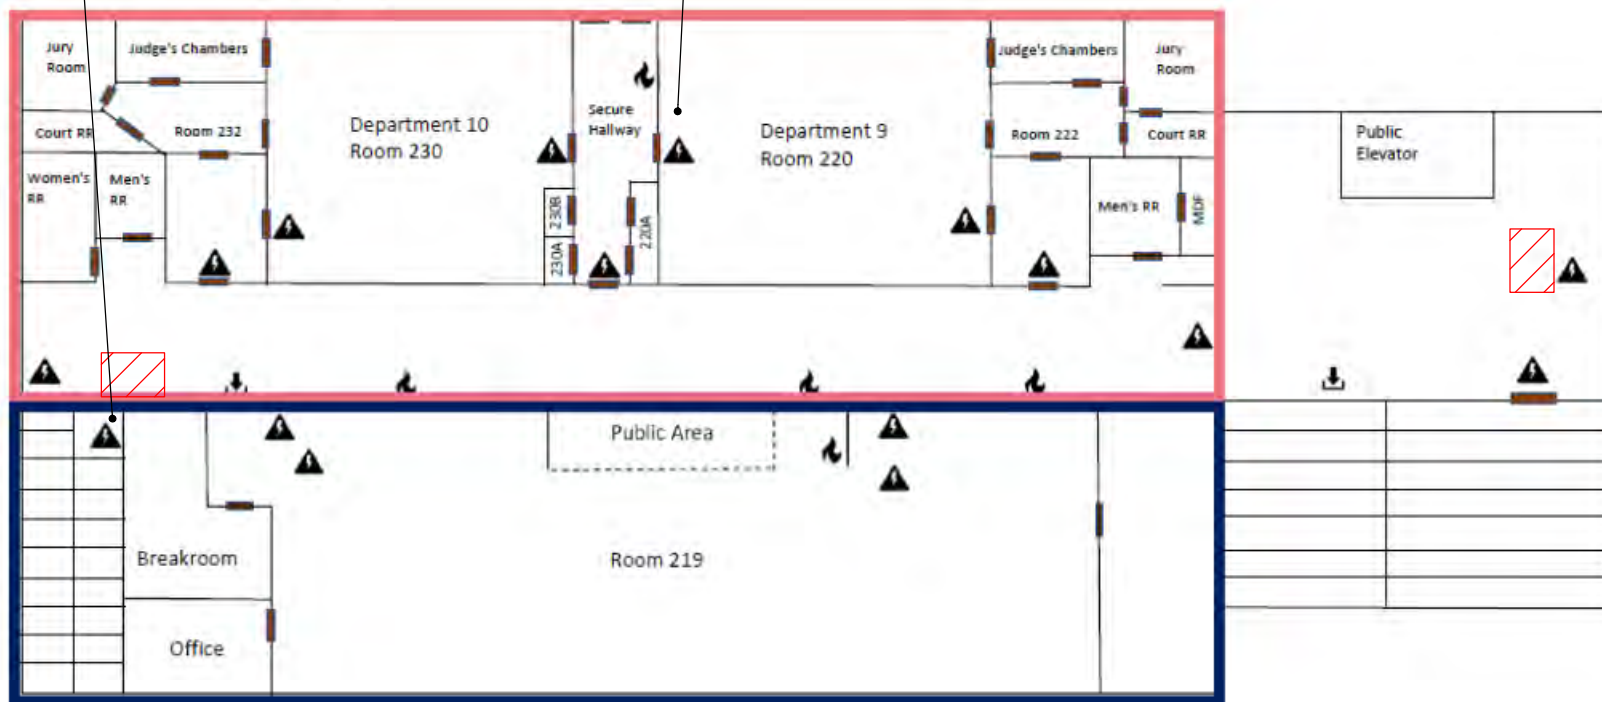 Jury
Room
Judge's Chambers
Court RR
Room 232
Women's
RR
Men's
RR
Department 10
Room 230
230B
230A
Secure
Hallway
220A
Department 9
Room 220
Judge's Chambers
Jury
Room
Room 222
Court RR
Men's RR
MDF
Public
Elevator
Public Area
Breakroom
Room 219
Office